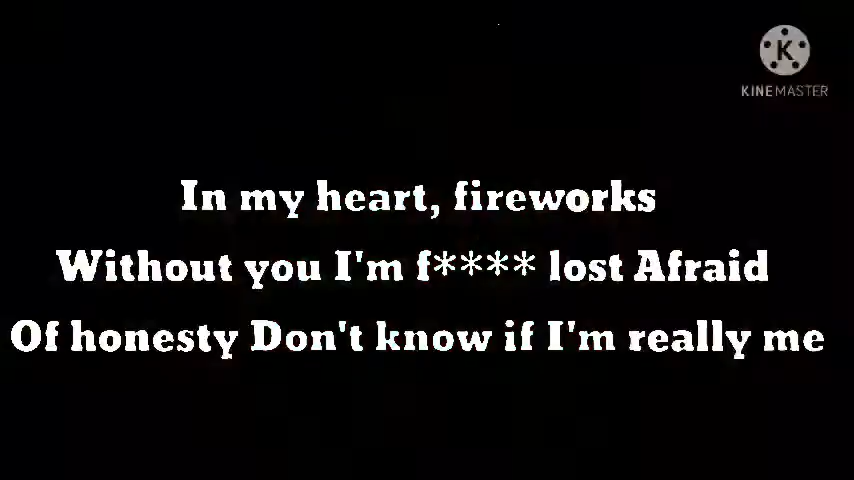 K
KINEMASTER
In my heart, fireworks
Without you I'm f**** lost Afraid
Of honesty Don't know if I'm really me